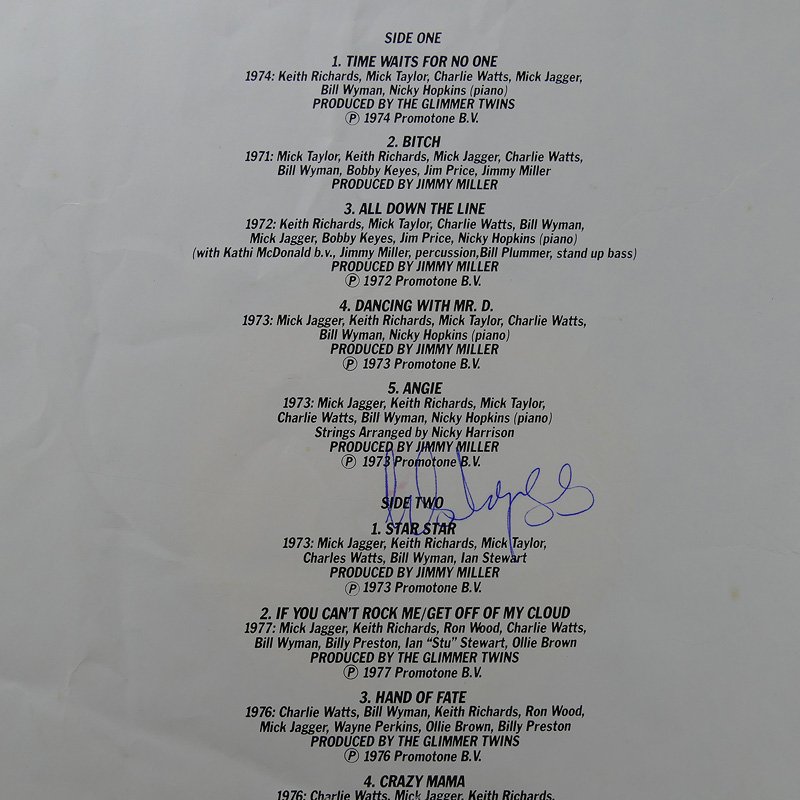 SIDE ONE
1. TIME WAITS FOR NO ONE
1974: Keith Richards, Mick Taylor, Charlie Watts, Mick Jagger,
Bill Wyman, Nicky Hopkins (piano)
PRODUCED BY THE GLIMMER TWINS
Ⓟ 1974 Promotone B.V.
2. BITCH
1971: Mick Taylor, Keith Richards, Mick Jagger, Charlie Watts,
Bill Wyman, Bobby Keyes, Jim Price, Jimmy Miller
PRODUCED BY JIMMY MILLER
3. ALL DOWN THE LINE
1972: Keith Richards, Mick Taylor, Charlie Watts, Bill Wyman,
Mick Jagger, Bobby Keyes, Jim Price, Nicky Hopkins (piano)
(with Kathi McDonald b.v., Jimmy Miller, percussion,Bill Plummer, stand up bass)
PRODUCED BY JIMMY MILLER
Ⓟ 1972 Promotone B.V.
4. DANCING WITH MR. D.
1973: Mick Jagger, Keith Richards, Mick Taylor, Charlie Watts,
Bill Wyman, Nicky Hopkins (piano)
PRODUCED BY JIMMY MILLER
Ⓟ 1973 Promotone B.V.
5. ANGIE
1973: Mick Jagger, Keith Richards, Mick Taylor,
Charlie Watts, Bill Wyman, Nicky Hopkins (piano)
Strings Arranged by Nicky Harrison
PRODUCED BY JIMMY MILLER
Ⓟ 1973 Promotone B.V.
SIDE TWO
1. STAR STAR
1973: Mick Jagger, Keith Richards, Mick Taylor,
Charles Watts, Bill Wyman, Ian Stewart
PRODUCED BY JIMMY MILLER
Ⓟ 1973 Promotone B.V.
2. IF YOU CAN'T ROCK ME/GET OFF OF MY CLOUD
1977: Mick Jagger, Keith Richards, Ron Wood, Charlie Watts,
Bill Wyman, Billy Preston, Ian “Stu” Stewart, Ollie Brown
PRODUCED BY THE GLIMMER TWINS
Ⓟ 1977 Promotone B.V.
3. HAND OF FATE
1976: Charlie Watts, Bill Wyman, Keith Richards, Ron Wood,
Mick Jagger, Wayne Perkins, Ollie Brown, Billy Preston
PRODUCED BY THE GLIMMER TWINS
Ⓟ 1976 Promotone B.V.
4. CRAZY MAMA
1976: Charlie Watts, Mick Jagger, Keith Richards,